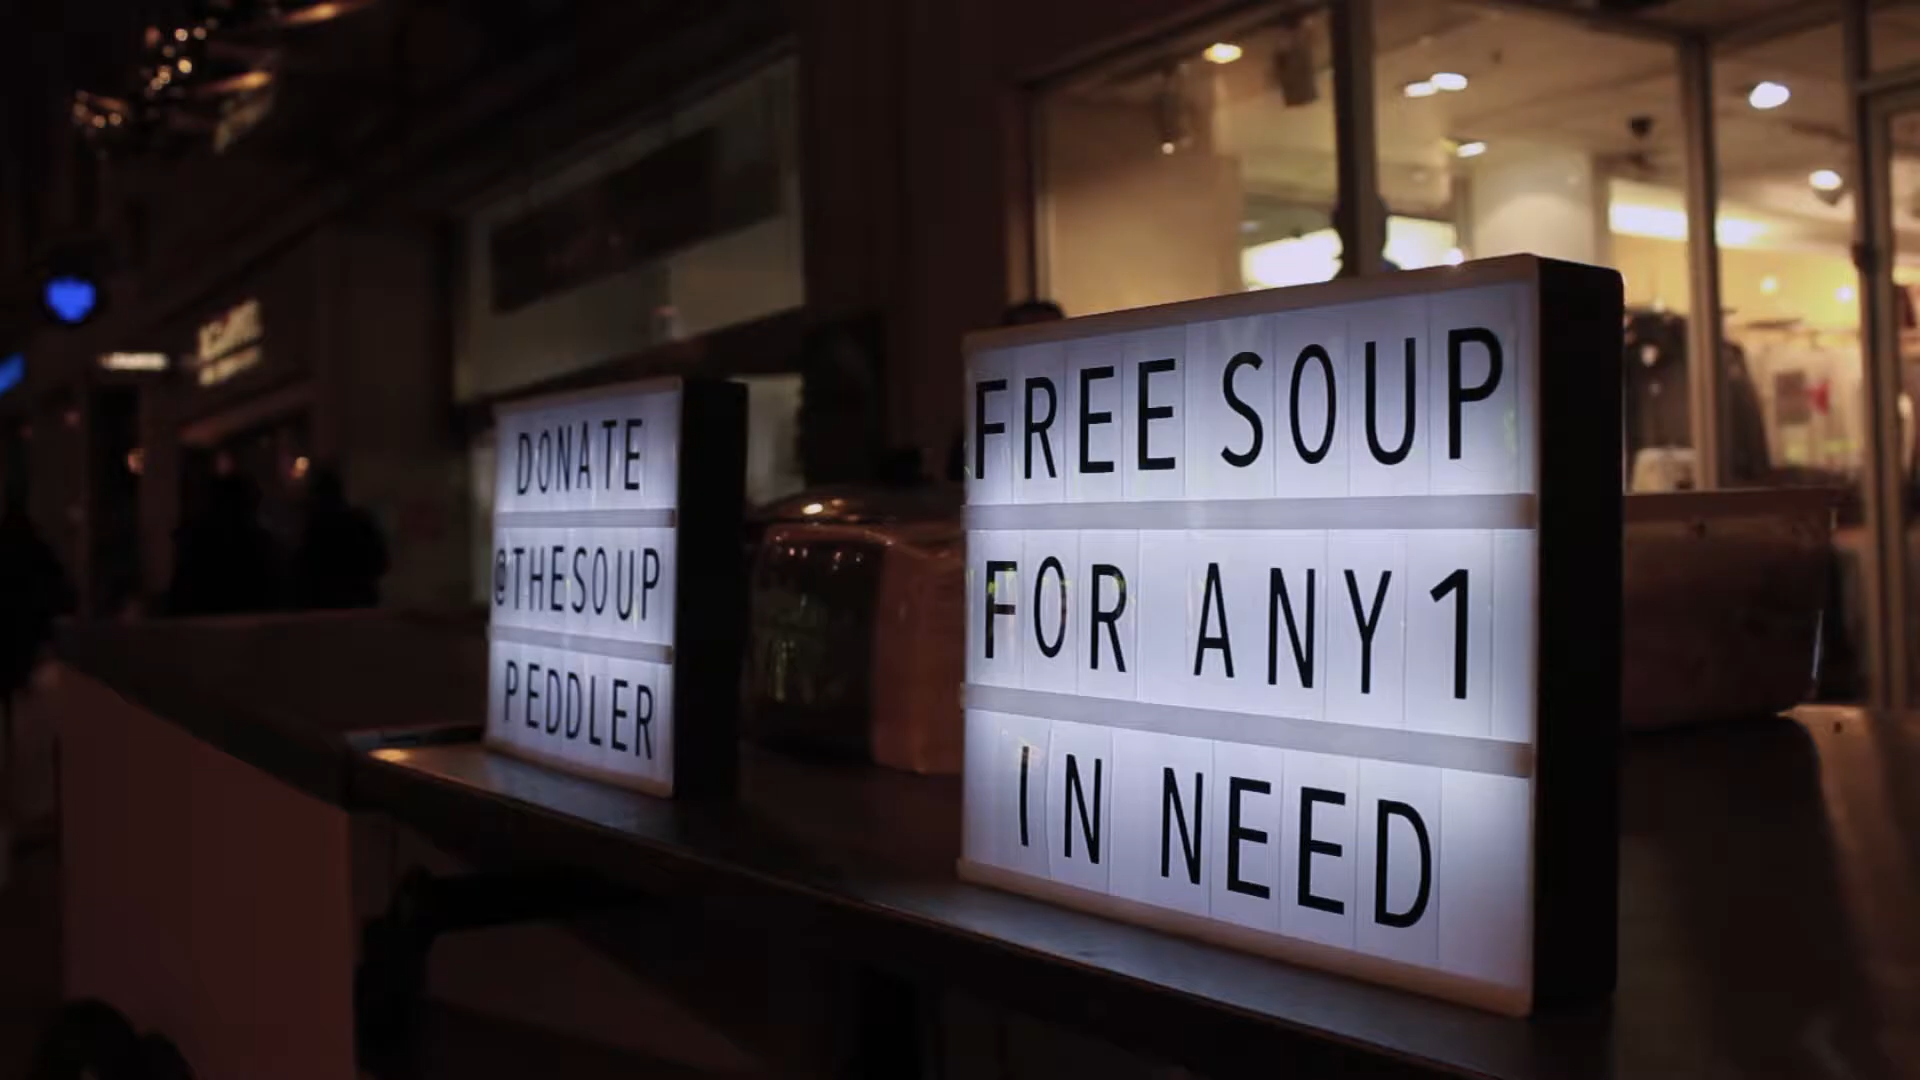 DONATE
@THESOUP
PEDDLER
FREE SOUP
FOR ANY1
IN NEED